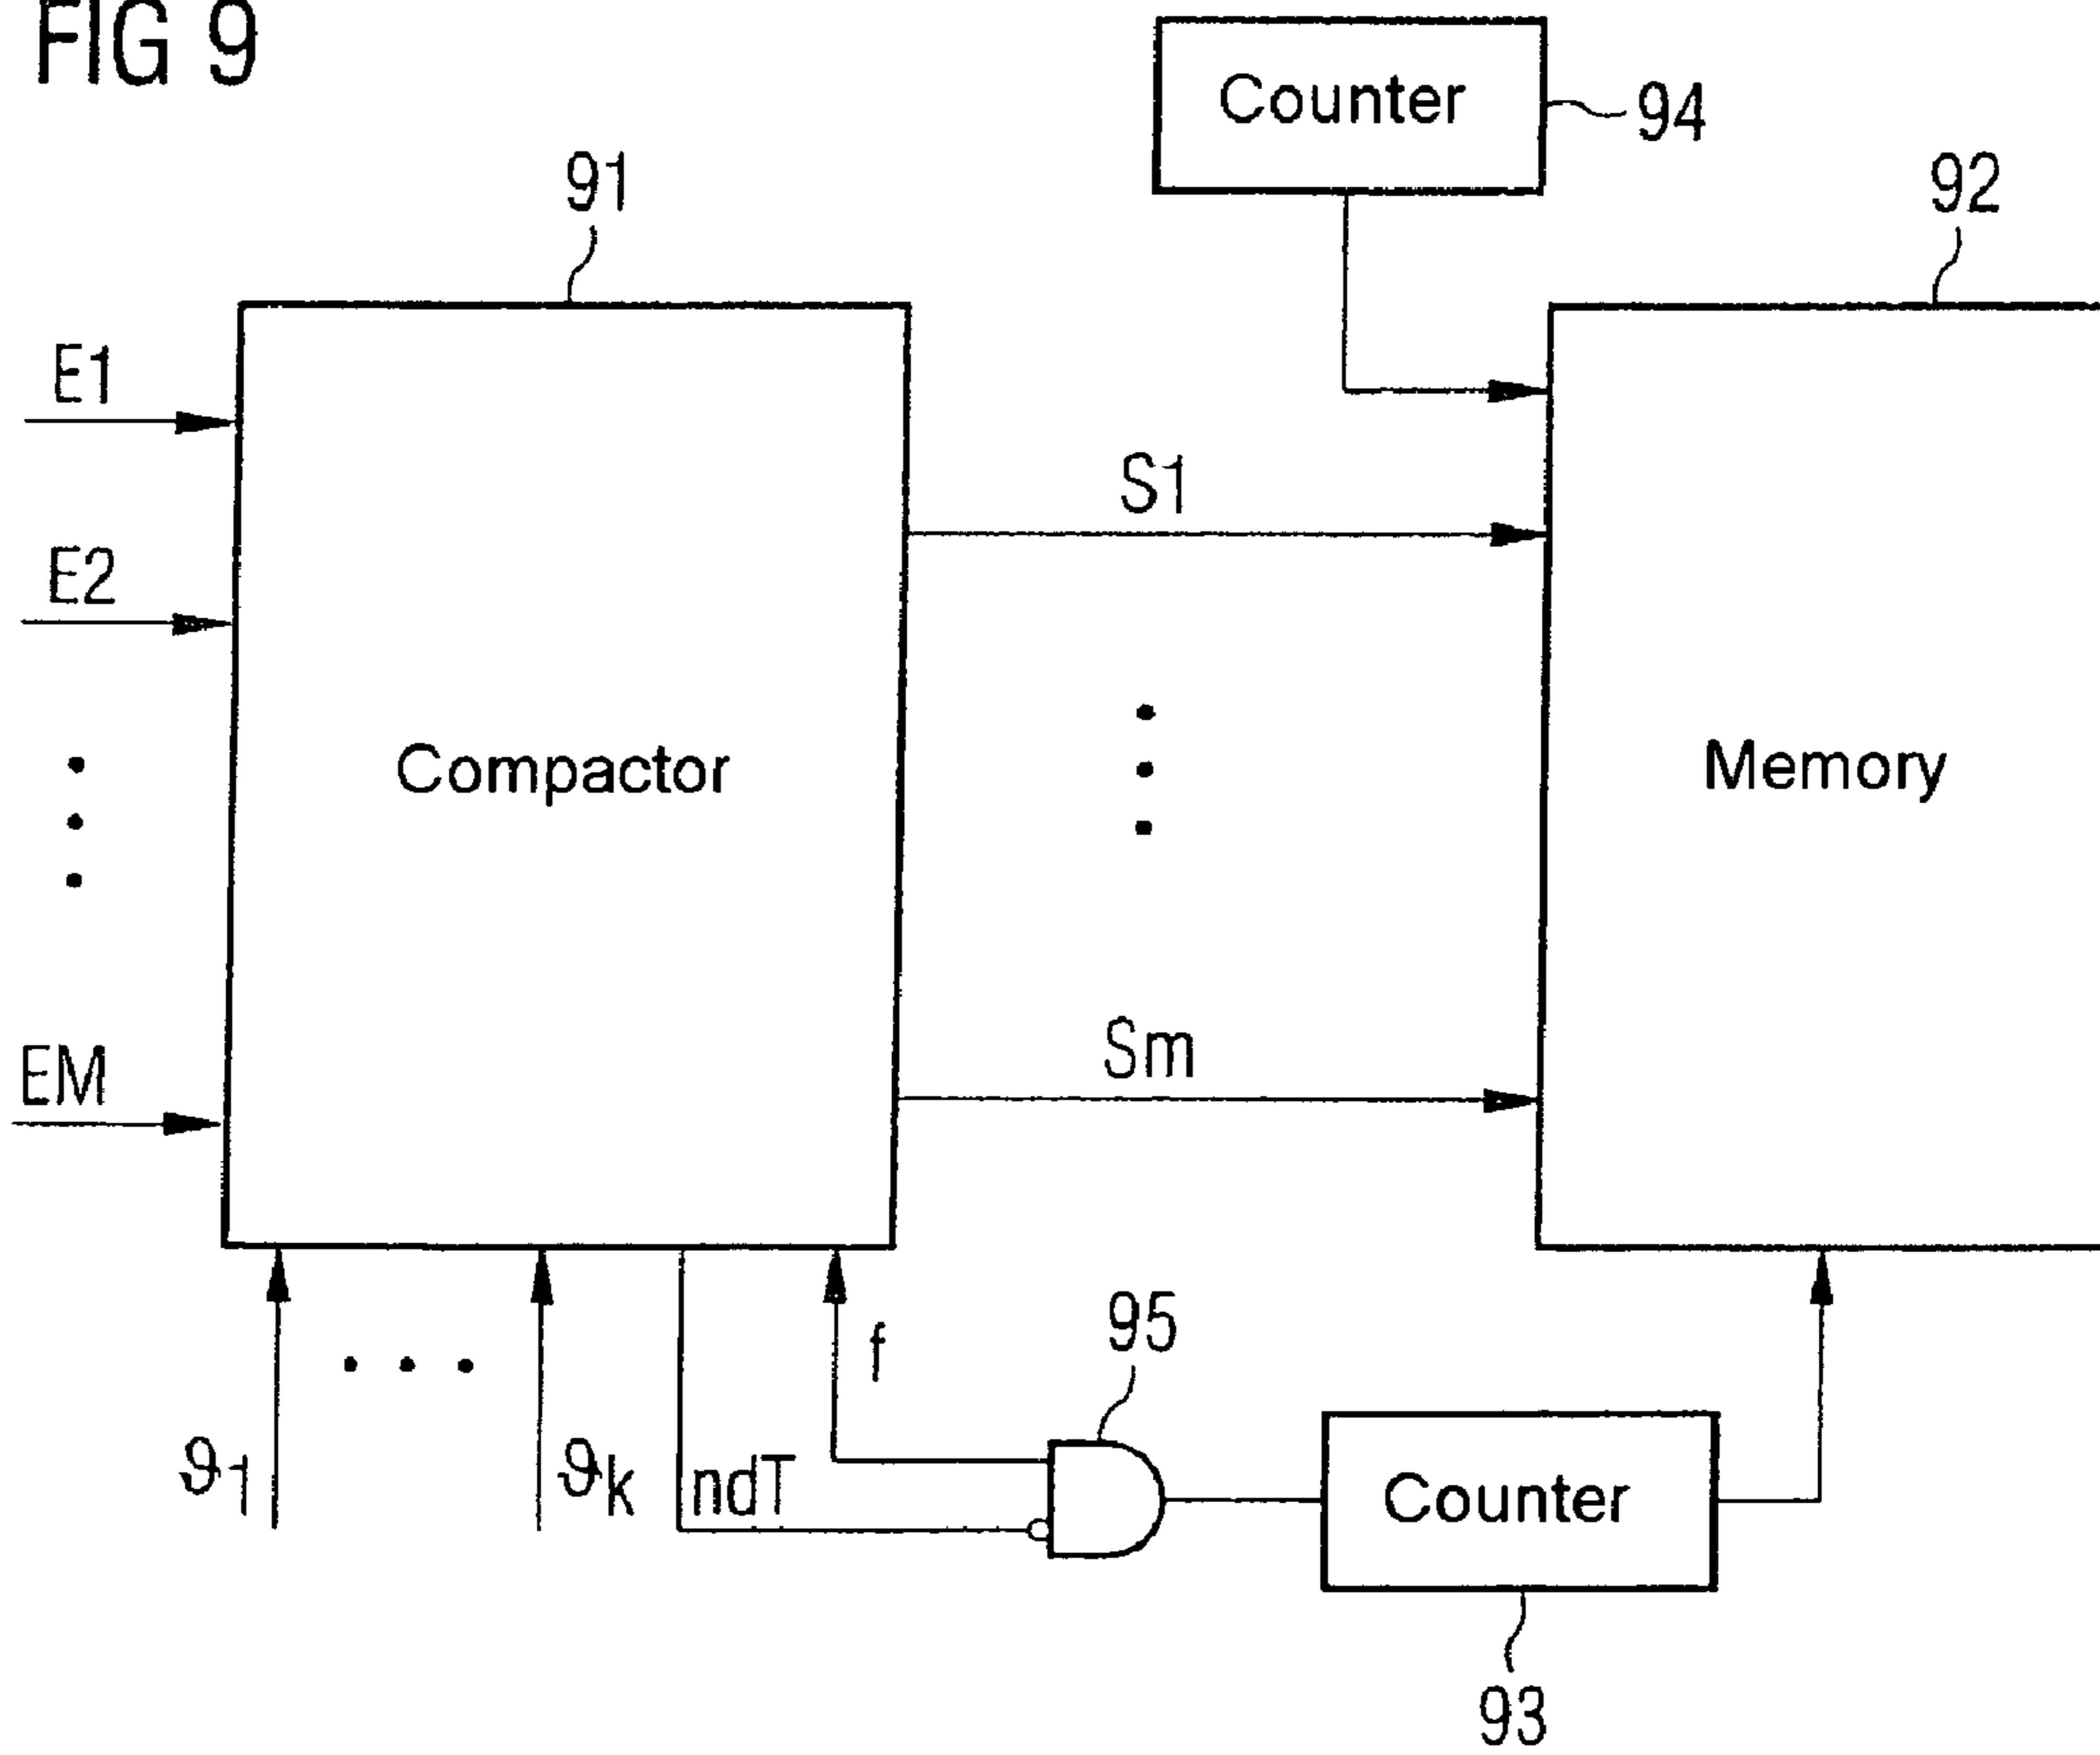 FIG 9
Counter
94
91
92
E1
S1
E2
Compactor
Memory
EM
Sm
f
95
ϑ1
ϑk
ndT
Counter
93